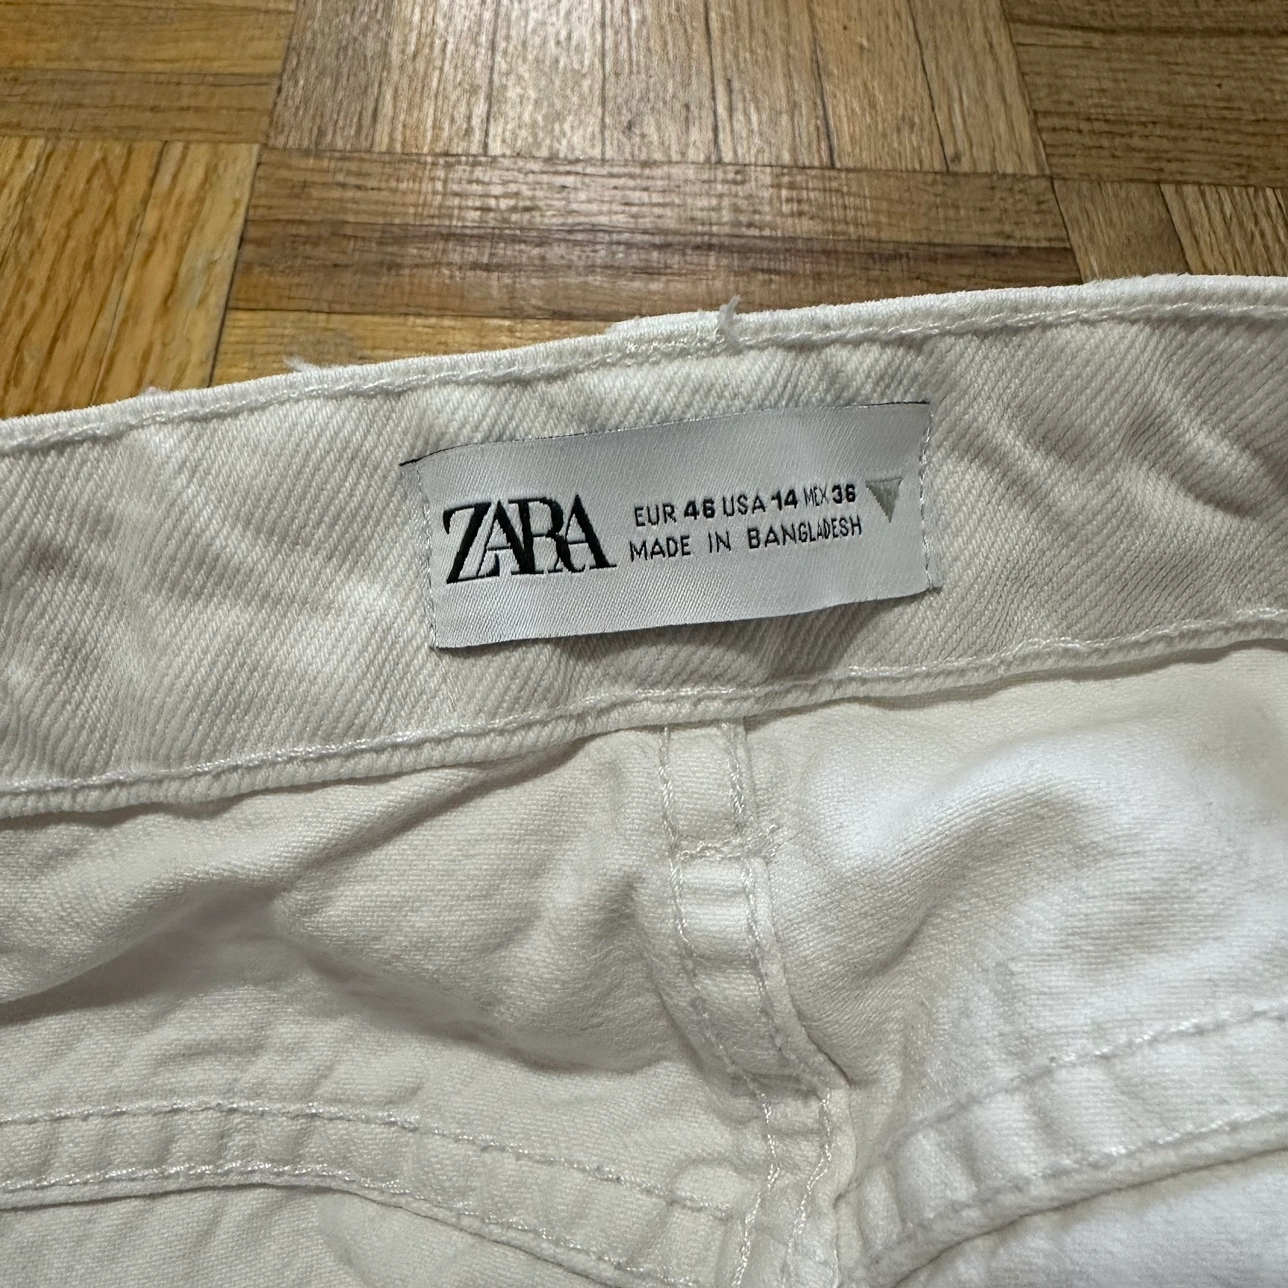 ZARA
EUR 46 USA 14 MEX 36
MADE IN BANGLADESH